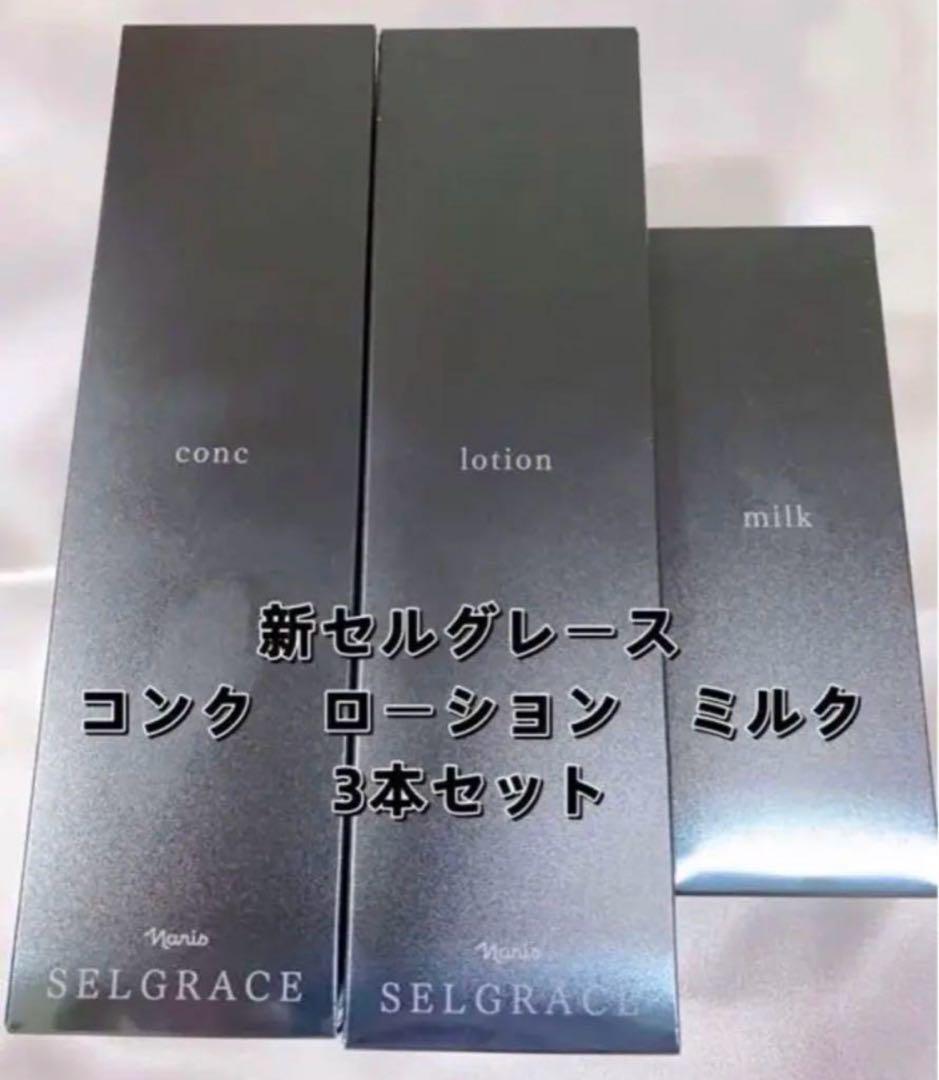 conc
lotion
milk
新セルグレース
コンク ローション ミルク
3本セット
Naris
SELGRACE
Naris
SELGRACE